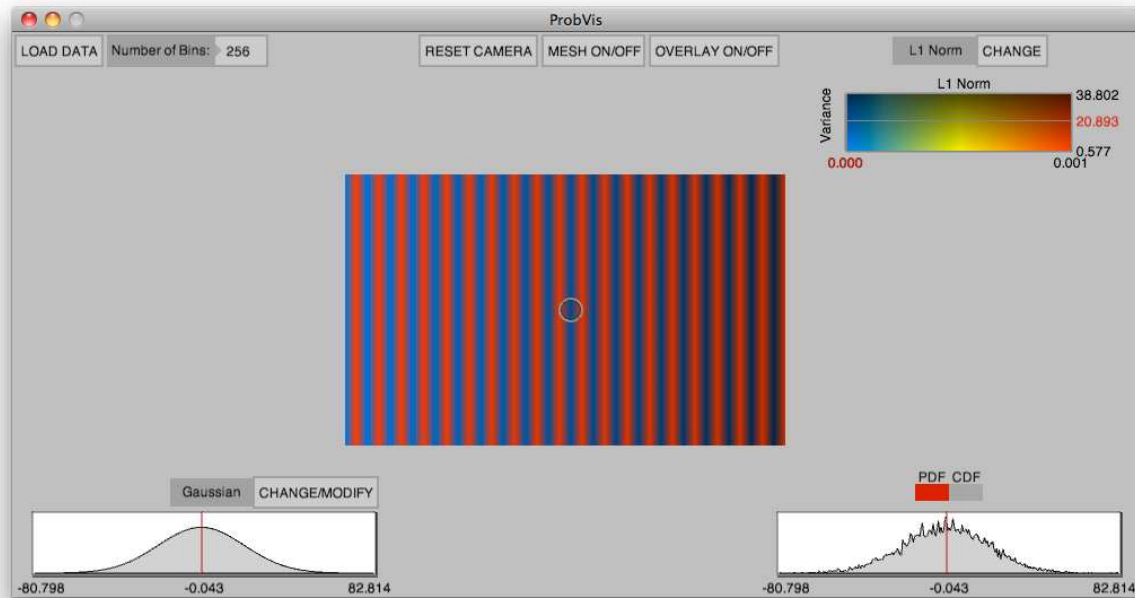 ProbVis
LOAD DATA Number of Bins: 256 RESET CAMERA MESH ON/OFF OVERLAY ON/OFF L1 Norm CHANGE
L1 Norm
Variance
38.802
20.893
0.577
0.000 0.001
Gaussian CHANGE/MODIFY
PDF CDF
-80.798 -0.043 82.814
-80.798 -0.043 82.814